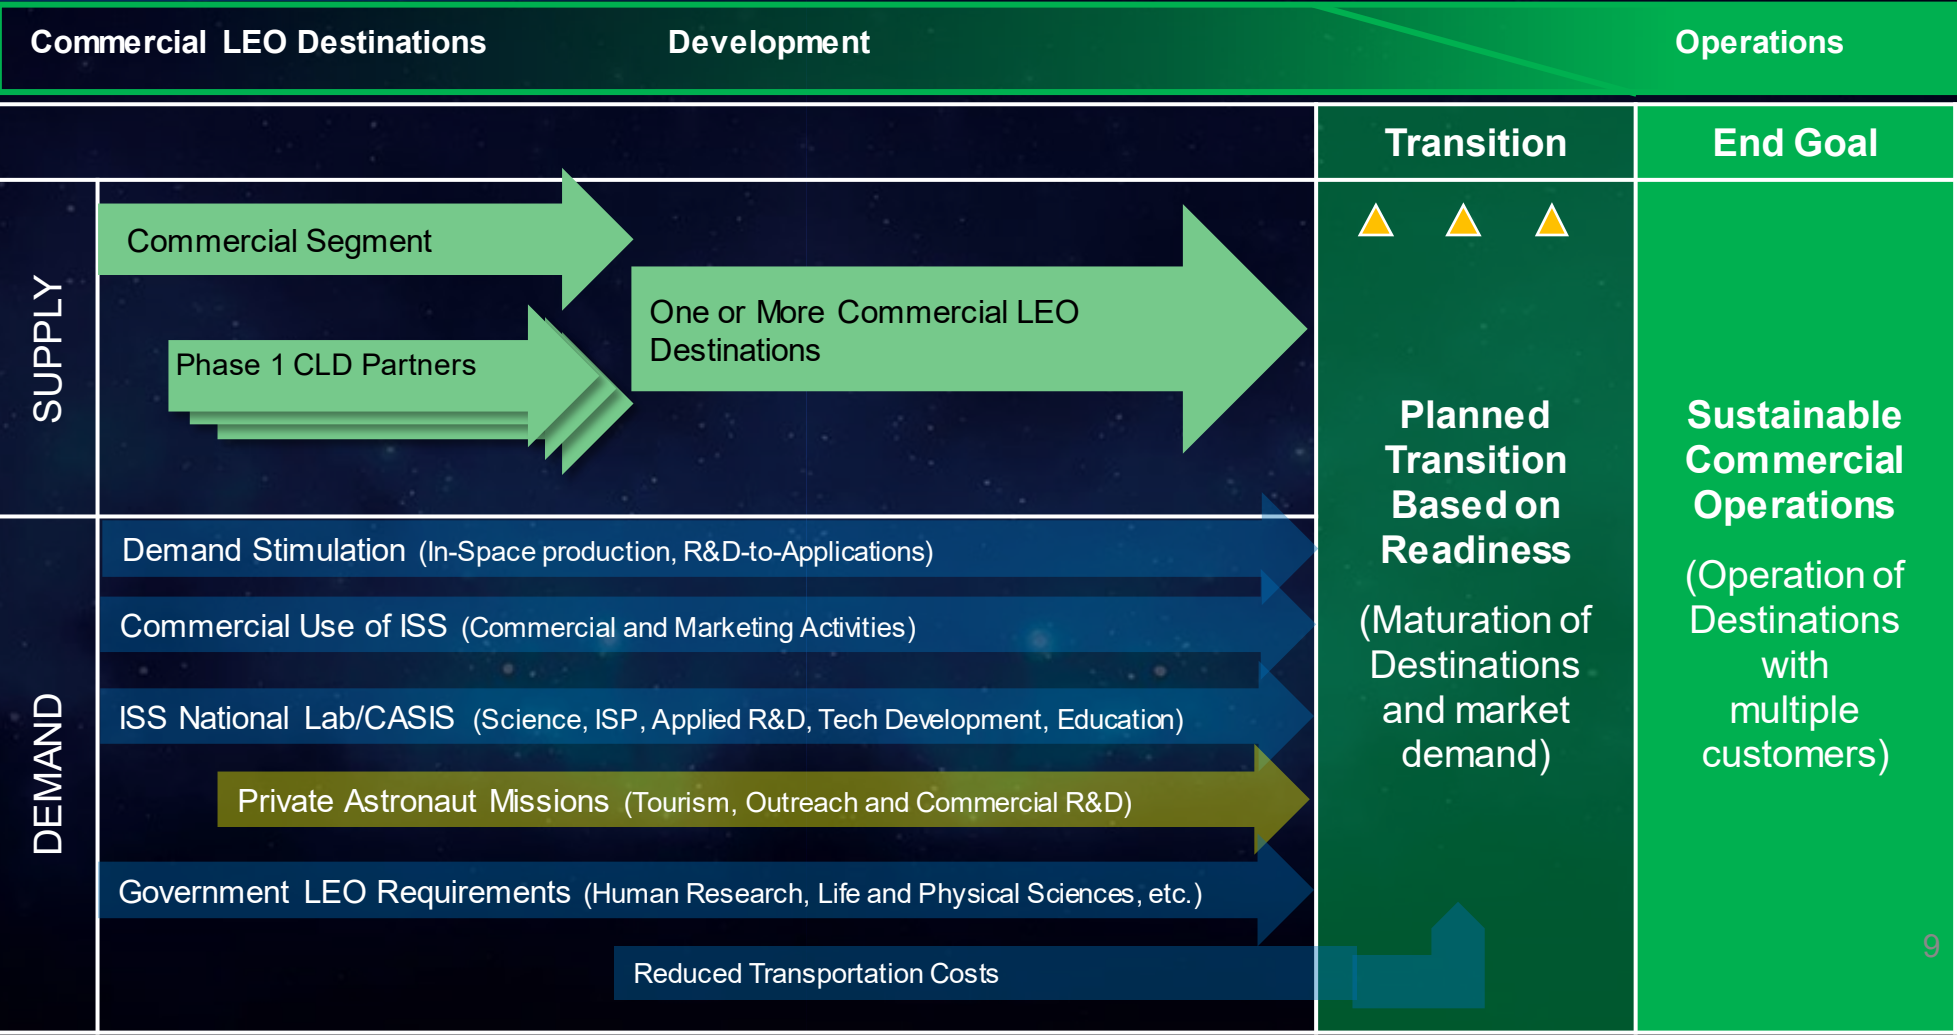 Commercial LEO Destinations
Development
Operations
Transition
End Goal
SUPPLY
Commercial Segment
Phase 1 CLD Partners
One or More Commercial LEO
Destinations
DEMAND
Demand Stimulation (In-Space production, R&D-to-Applications)
Commercial Use of ISS (Commercial and Marketing Activities)
ISS National Lab/CASIS (Science, ISP, Applied R&D, Tech Development, Education)
Private Astronaut Missions (Tourism, Outreach and Commercial R&D)
Government LEO Requirements (Human Research, Life and Physical Sciences, etc.)
Reduced Transportation Costs
Planned
Transition
Based on
Readiness
(Maturation of
Destinations
and market
demand)
Sustainable
Commercial
Operations
(Operation of
Destinations
with
multiple
customers)
9